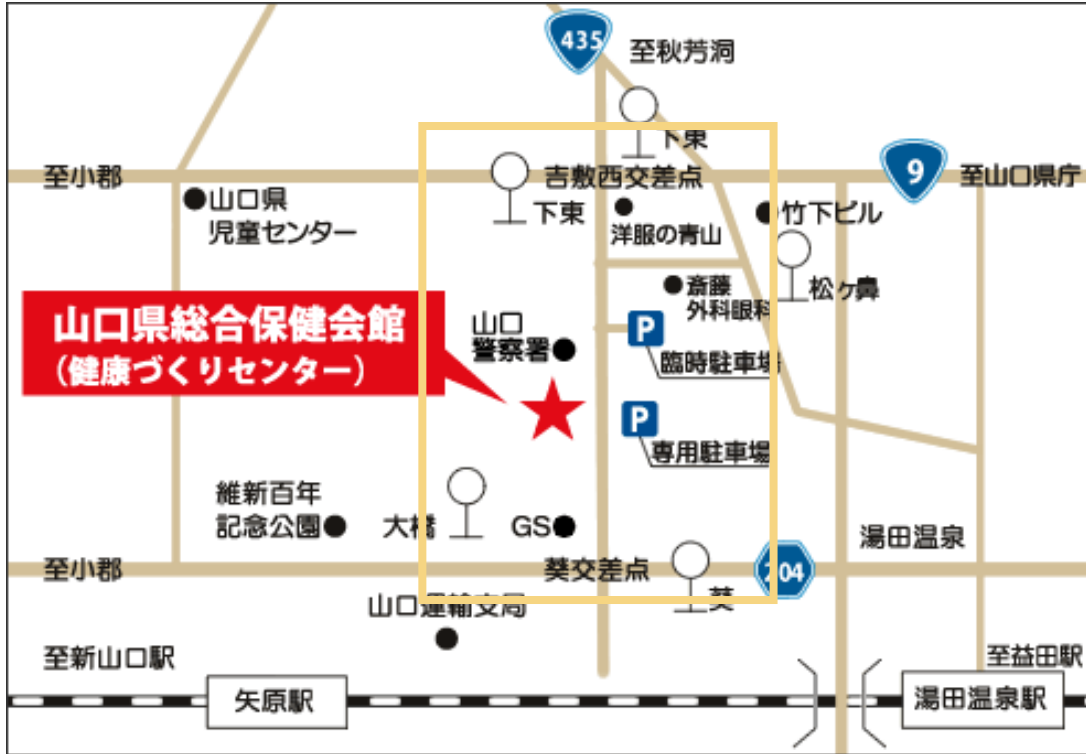 435
至秋芳洞
下東
至小郡
吉敷西交差点
9
至山口県庁
山口県
児童センター
下東
洋服の青山
竹下ビル
松ヶ鼻
斎藤
外科眼科
山口県総合保健会館
(健康づくりセンター)
山口
警察署
P
臨時駐車場
P
専用駐車場
維新百年
記念公園
大橋
GS
湯田温泉
至小郡
葵交差点
204
葵
山口運輸支局
至新山口駅
至益田駅
矢原駅
湯田温泉駅